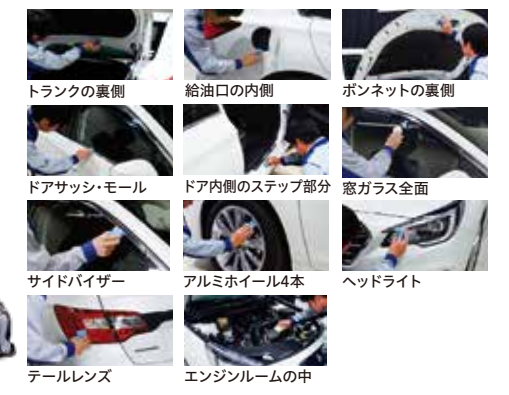 トランクの裏側
給油口の内側
ボンネットの裏側
ドアサッシ・モール
ドア内側のステップ部分
窓ガラス全面
サイドバイザー
アルミホイール4本
ヘッドライト
テールレンズ
エンジンルームの中